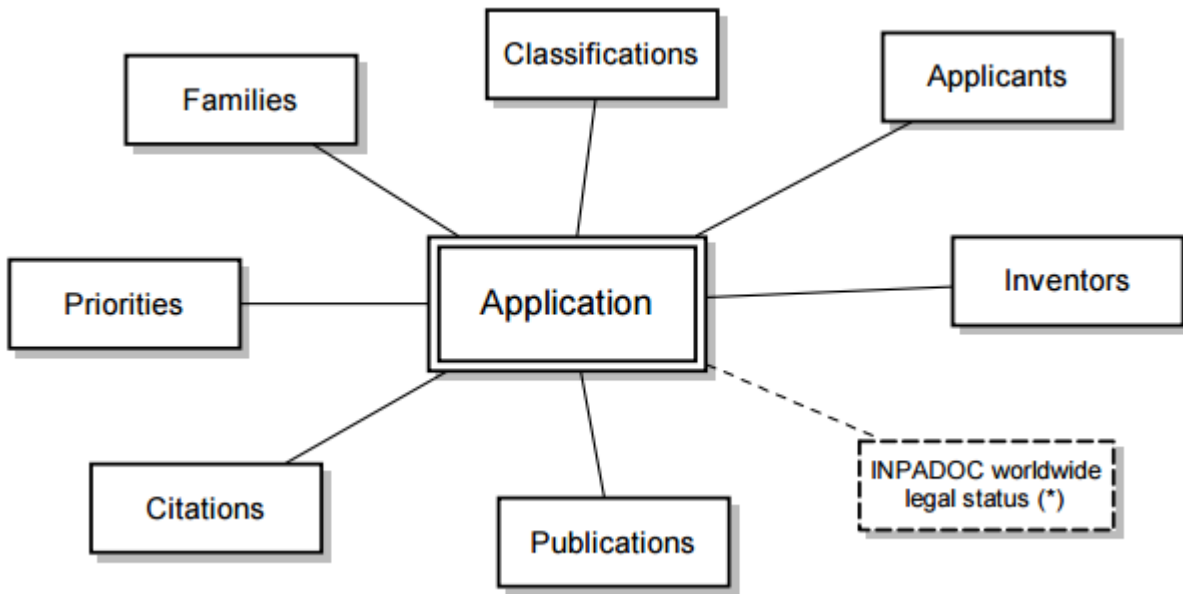 Classifications
Applicants
Families
Inventors
Application
Priorities
INPADOC worldwide
legal status (*)
Citations
Publications